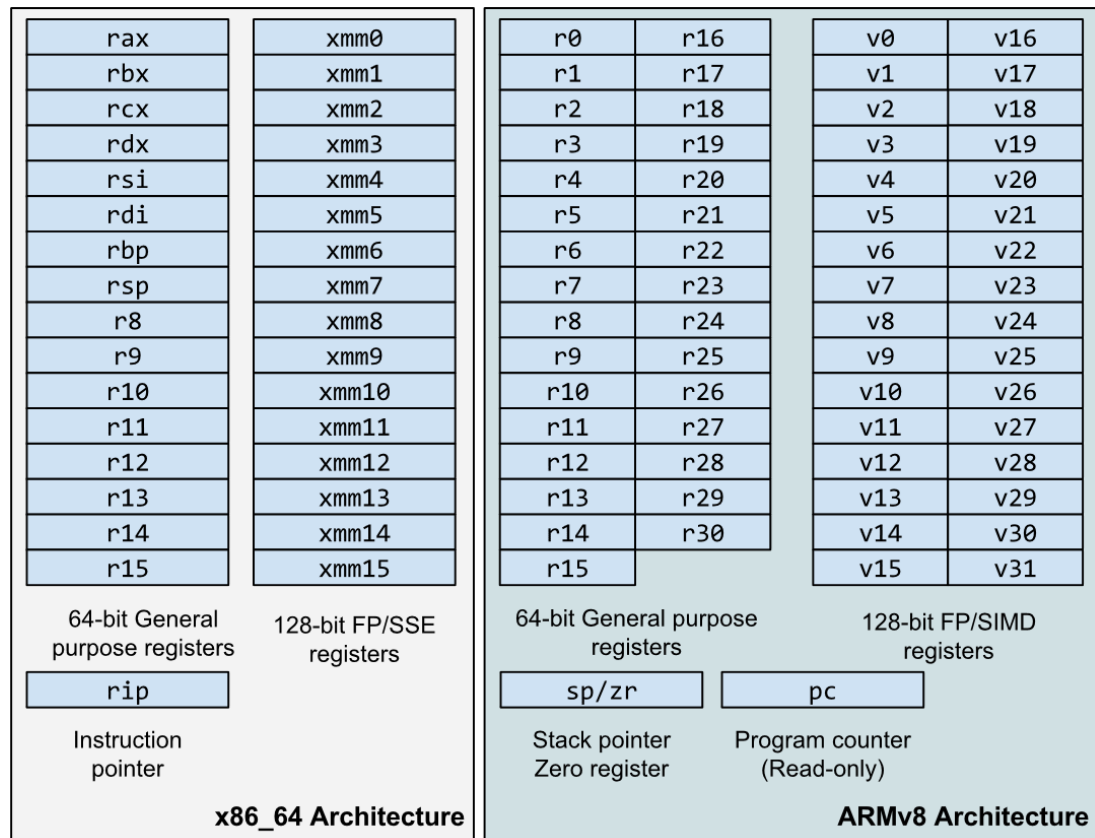 rax
rbx
rcx
rdx
rsi
rdi
rbp
rsp
r8
r9
r10
r11
r12
r13
r14
r15
64-bit General
purpose registers
xmm0
xmm1
xmm2
xmm3
xmm4
xmm5
xmm6
xmm7
xmm8
xmm9
xmm10
xmm11
xmm12
xmm13
xmm14
xmm15
128-bit FP/SSE
registers
rip
Instruction
pointer
x86_64 Architecture
r0 r16
r1 r17
r2 r18
r3 r19
r4 r20
r5 r21
r6 r22
r7 r23
r8 r24
r9 r25
r10 r26
r11 r27
r12 r28
r13 r29
r14 r30
r15
64-bit General purpose
registers
v0 v16
v1 v17
v2 v18
v3 v19
v4 v20
v5 v21
v6 v22
v7 v23
v8 v24
v9 v25
v10 v26
v11 v27
v12 v28
v13 v29
v14 v30
v15 v31
128-bit FP/SIMD
registers
sp/zr
Stack pointer
Zero register
pc
Program counter
(Read-only)
ARMv8 Architecture